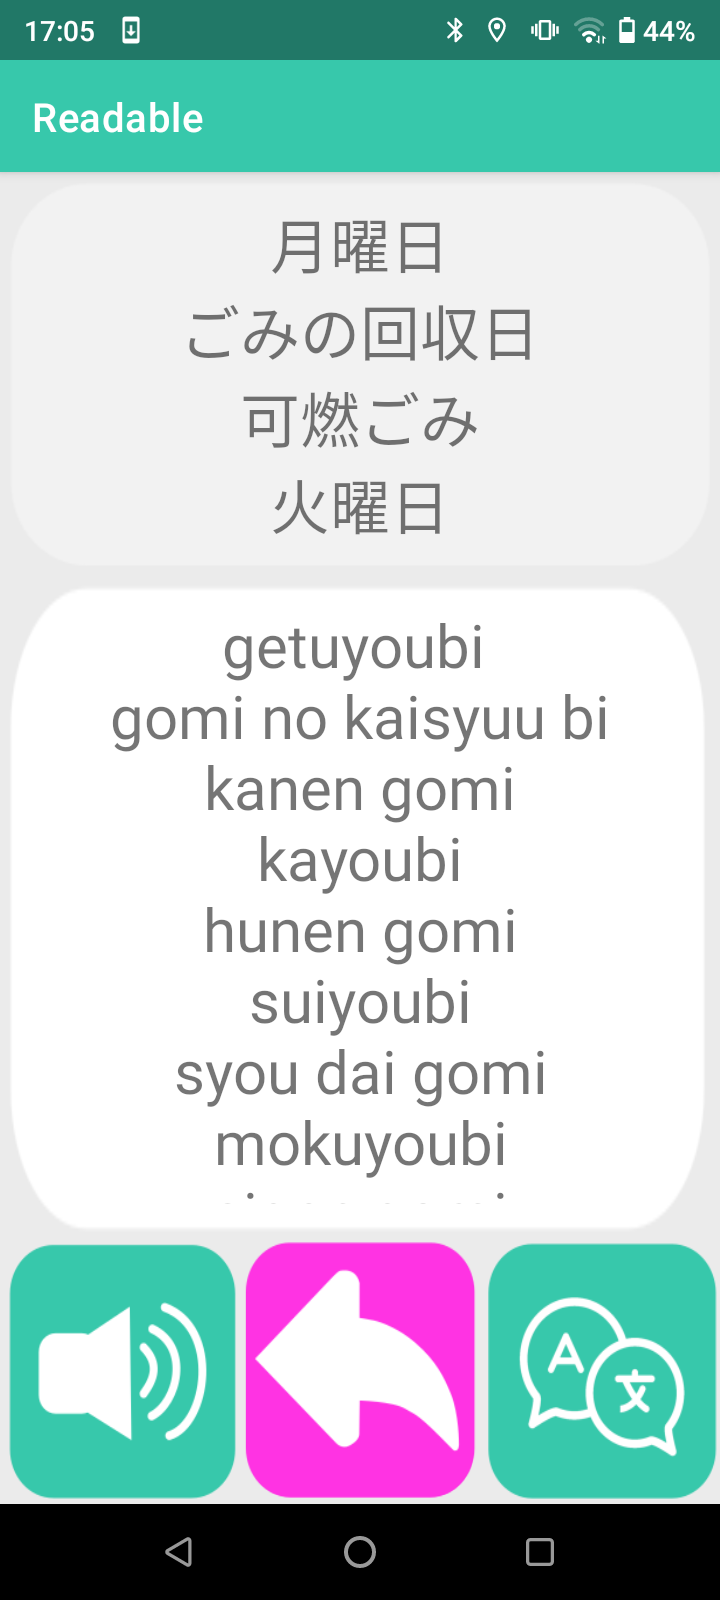 17:05
44%
Readable
月曜日
ごみの回収日
可燃ごみ
火曜日
getuyoubi
gomi no kaisyuu bi
kanen gomi
kayoubi
hunen gomi
suiyoubi
syou dai gomi
mokuyoubi
A
文